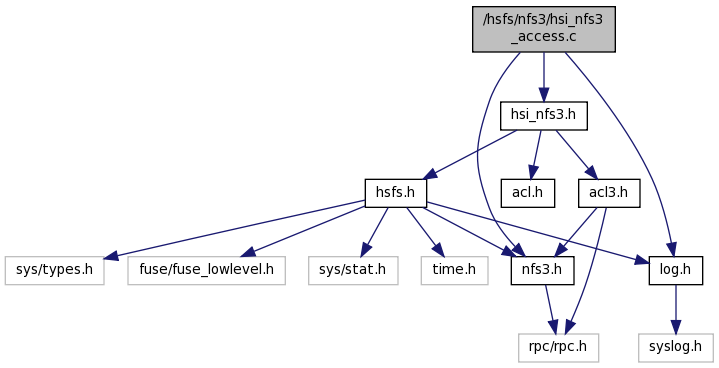 /hsfs/nfs3/hsi_nfs3
_access.c
hsi_nfs3.h
hsfs.h
acl.h
acl3.h
sys/types.h
fuse/fuse_lowlevel.h
sys/stat.h
time.h
nfs3.h
log.h
rpc/rpc.h
syslog.h